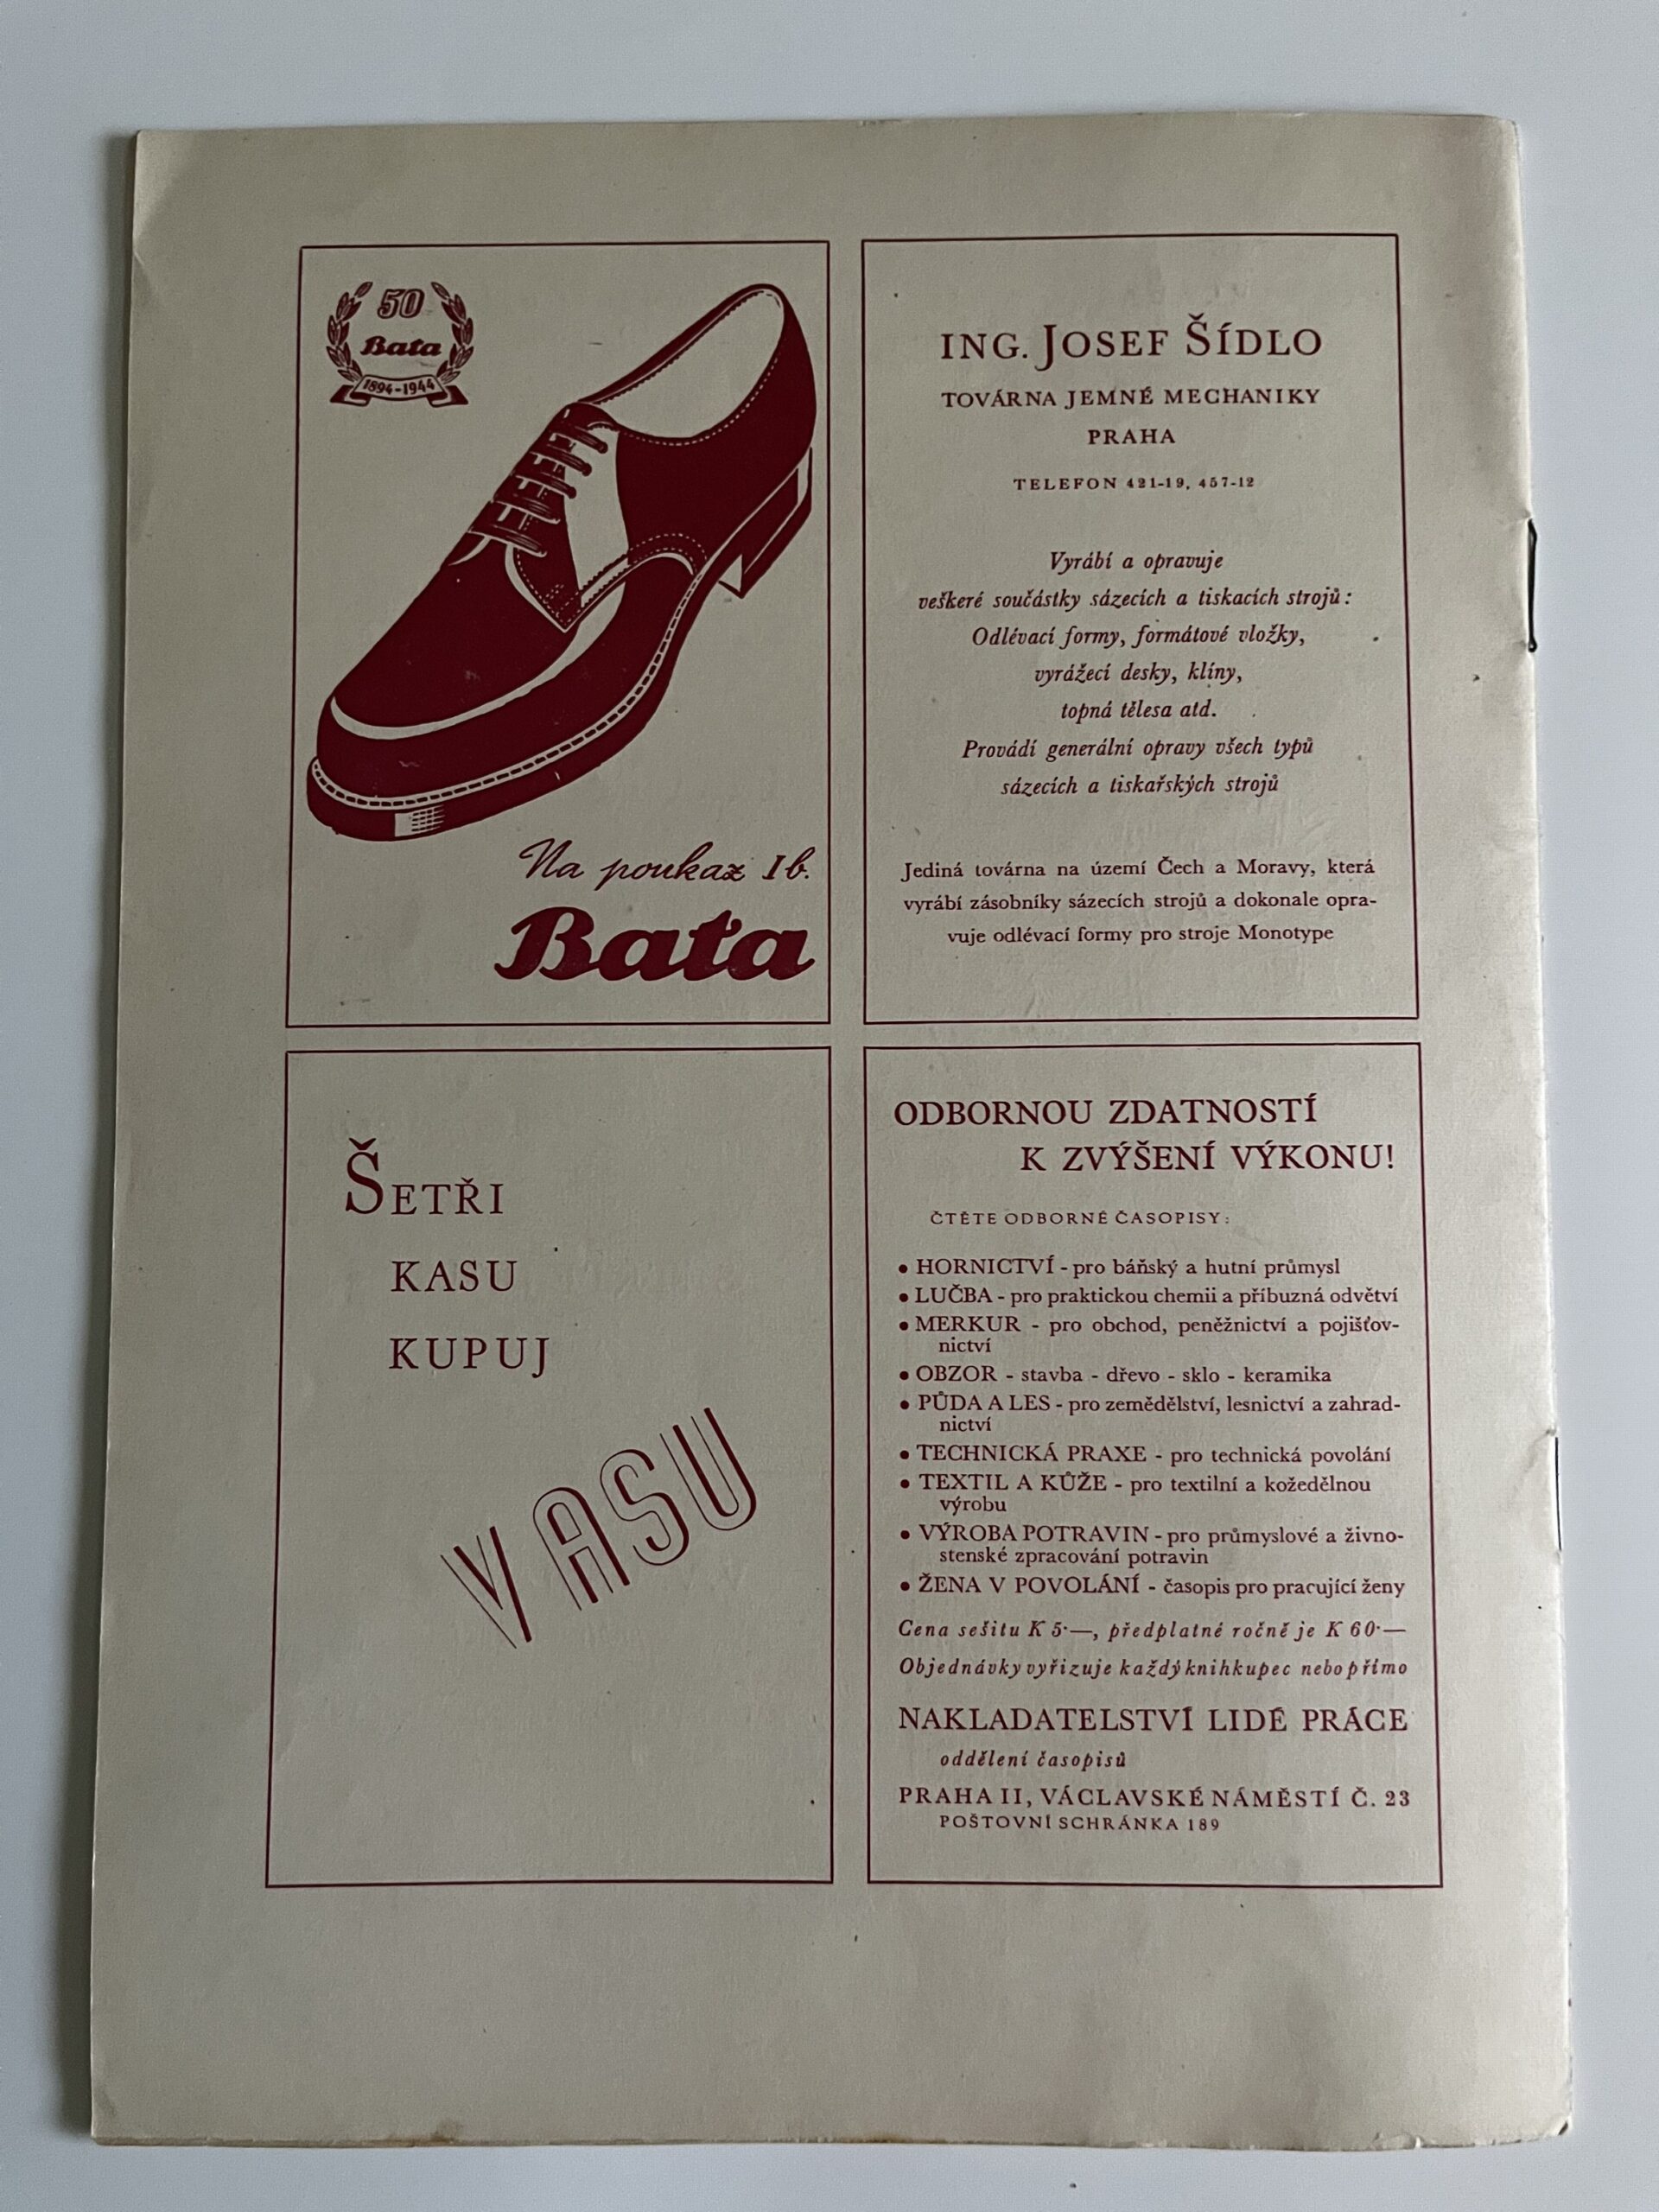 50
Baťa
1894-1944
Na poukaz Ib.
Baťa
ING. JOSEF ŠÍDLO
TOVÁRNA JEMNÉ MECHANIKY
PRAHA
TELEFON 421-19, 457-12
Vyrábí a opravuje
veškeré součástky sázecích a tiskacích strojů:
Odlévací formy, formátové vložky,
vyrážecí desky, klíny,
topná tělesa atd.
Provádí generální opravy všech typů
sázecích a tiskařských strojů
Jediná továrna na území Čech a Moravy, která
vyrábí zásobníky sázecích strojů a dokonale opra-
vuje odlévací formy pro stroje Monotype
ŠETŘI
KASU
KUPUJ
VASU
ODBORNOU ZDATNOSTÍ
K ZVÝŠENÍ VÝKONU!
ČTĚTE ODBORNÉ ČASOPISY:
• HORNICTVÍ - pro báňský a hutní průmysl
• LUČBA - pro praktickou chemii a příbuzná odvětví
• MERKUR - pro obchod, peněžnictví a pojišťov-
nictví
• OBZOR - stavba - dřevo - sklo - keramika
• PŮDA A LES - pro zemědělství, lesnictví a zahrad-
nictví
• TECHNICKÁ PRAXE - pro technická povolání
• TEXTIL A KŮŽE - pro textilní a kožedělnou
výrobu
• VÝROBA POTRAVIN - pro průmyslové a živno-
stenské zpracování potravin
• ŽENA V POVOLÁNÍ - časopis pro pracující ženy
Cena sešitu K 5·—, předplatné ročně je K 60·—
Objednávky vyřizuje každý knihkupec nebo přímo
NAKLADATELSTVÍ LIDÉ PRÁCE
oddělení časopisů
PRAHA II, VÁCLAVSKÉ NÁMĚSTÍ Č. 23
POŠTOVNÍ SCHRÁNKA 189